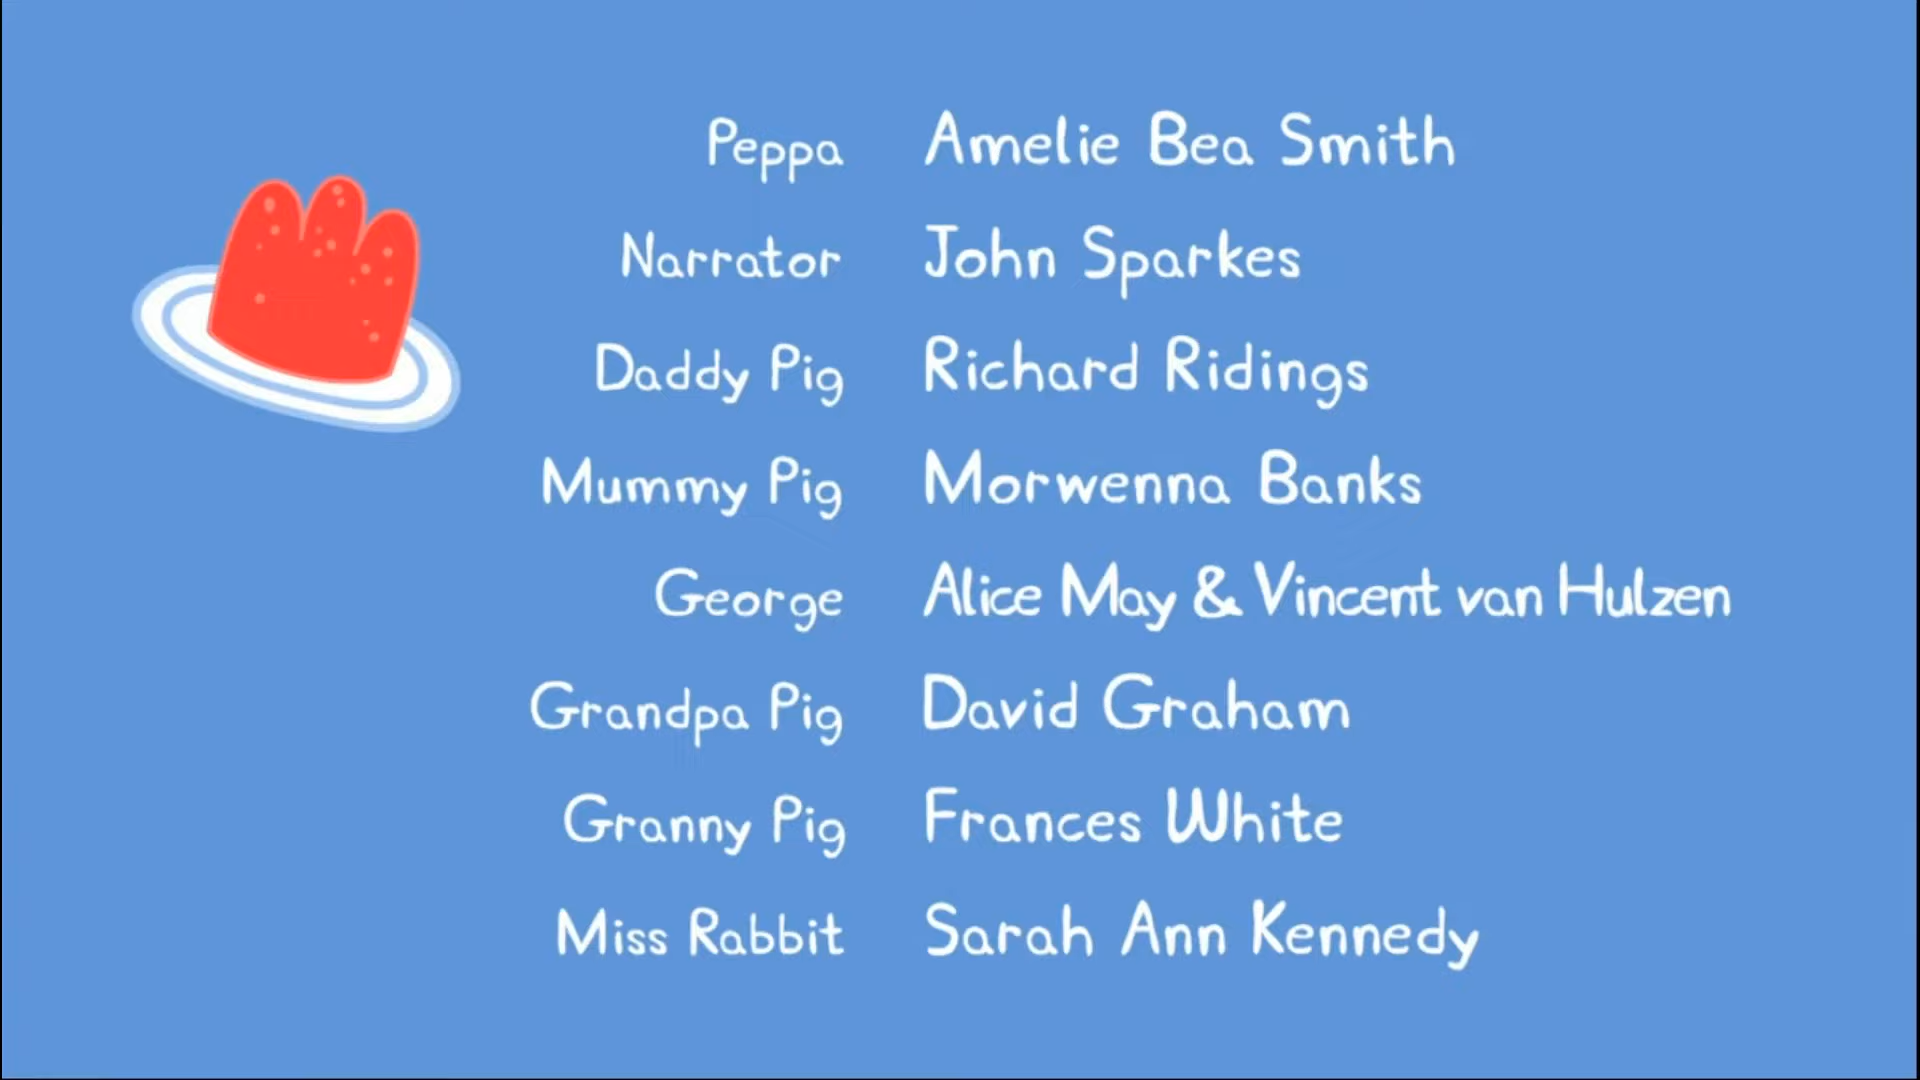 Peppa Amelie Bea Smith
Narrator John Sparkes
Daddy Pig Richard Ridings
Mummy Pig Morwenna Banks
George Alice May & Vincent van Hulzen
Grandpa Pig David Graham
Granny Pig Frances White
Miss Rabbit Sarah Ann Kennedy